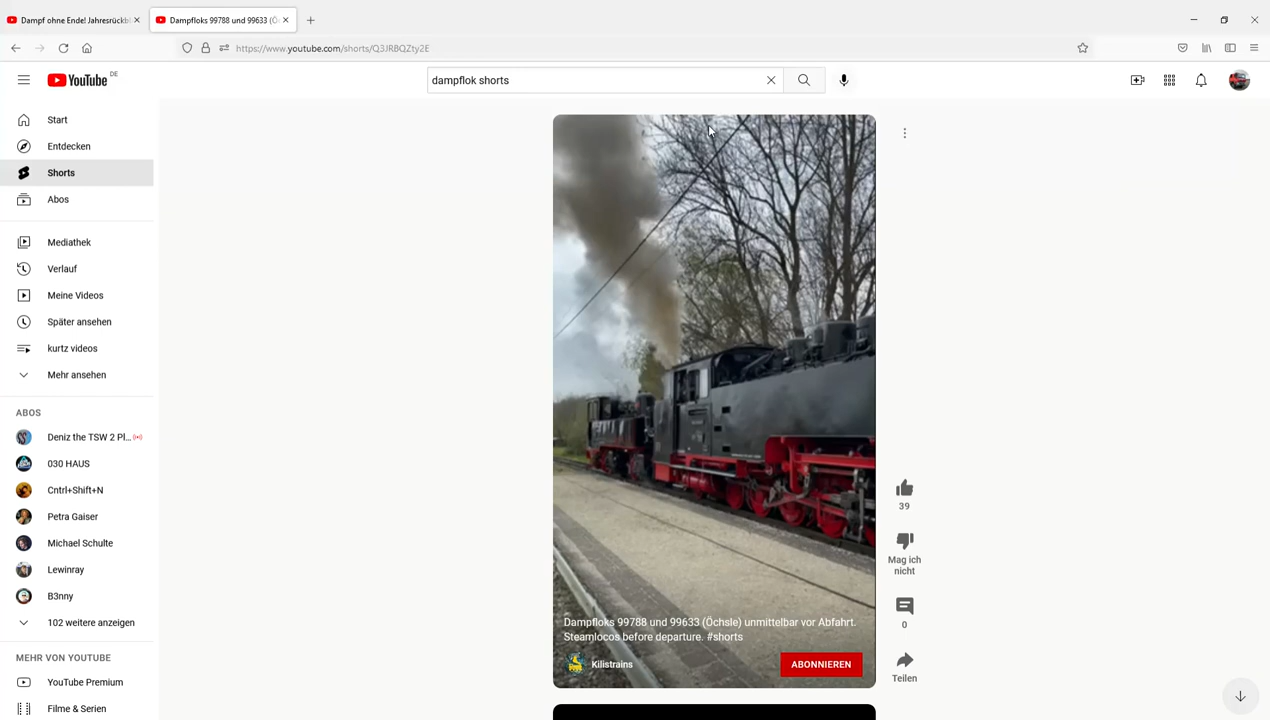 Dampf ohne Ende! Jahresrückbl
Dampfloks 99788 und 99633 (Ö
https://www.youtube.com/shorts/Q3JRBQZty2E
YouTube DE
dampflok shorts
Start
Entdecken
Shorts
Abos
Mediathek
Verlauf
Meine Videos
Später ansehen
kurtz videos
Mehr ansehen
ABOS
Deniz the TSW 2 Pl...
030 HAUS
Cntrl+Shift+N
Petra Gaiser
Michael Schulte
Lewinray
B3nny
102 weitere anzeigen
MEHR VON YOUTUBE
YouTube Premium
Filme & Serien
Dampfloks 99788 und 99633 (Öchsle) unmittelbar vor Abfahrt.
Steamlocos before departure. #shorts
Kilistrains
ABONNIEREN
39
Mag ich
nicht
0
Teilen